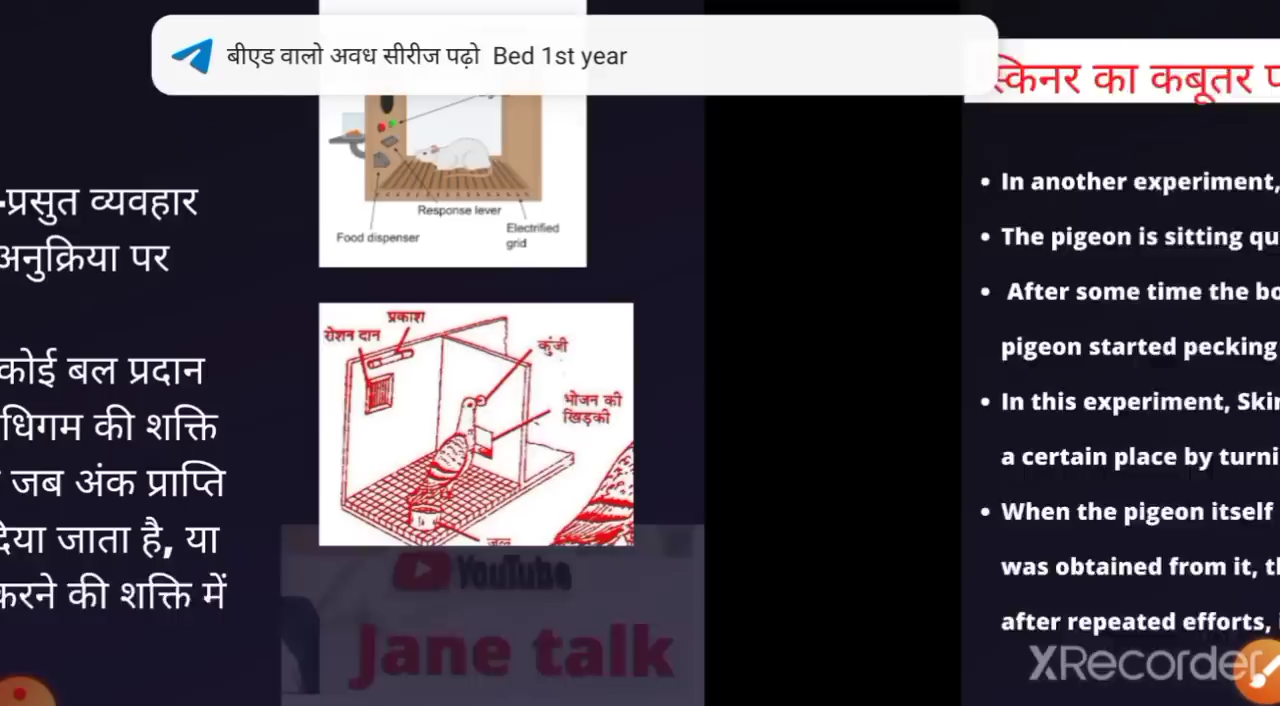 बीएड वालो अवध सीरीज पढ़ो Bed 1st year
-प्रसुत व्यवहार
अनुक्रिया पर
कोई बल प्रदान
धिगम की शक्ति
जब अंक प्राप्ति
दिया जाता है, या
करने की शक्ति में
Response lever
Food dispenser
Electrified
grid
प्रकाश
रोशन दान
कुंजी
भोजन की
खिड़की
जल
YouTube
Jane talk
स्किनर का कबूतर प
• In another experiment,
• The pigeon is sitting qu
• After some time the bo
pigeon started pecking
• In this experiment, Skin
a certain place by turni
• When the pigeon itself
was obtained from it, th
after repeated efforts,
XRecorder